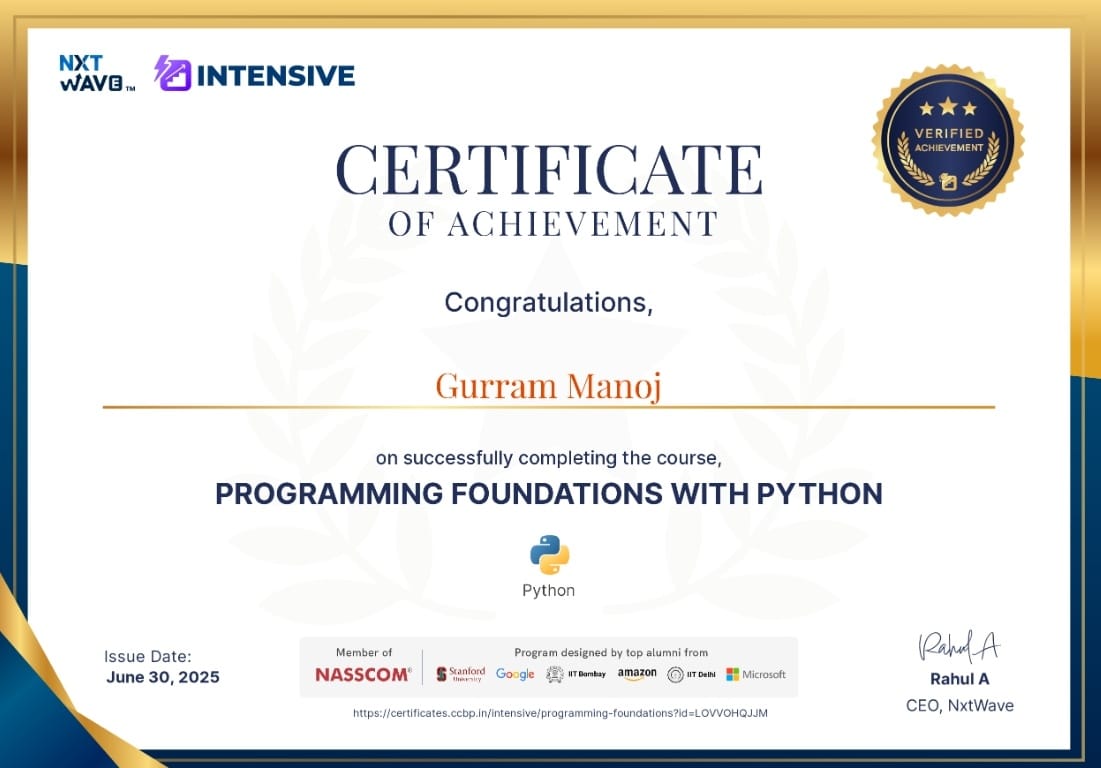 NXT
WAVE™ INTENSIVE
VERIFIED
ACHIEVEMENT
CERTIFICATE
OF ACHIEVEMENT
Congratulations,
Gurram Manoj
on successfully completing the course,
PROGRAMMING FOUNDATIONS WITH PYTHON
Python
Issue Date:
June 30, 2025
Member of
NASSCOM®
Program designed by top alumni from
Stanford University Google IIT Bombay amazon IIT Delhi Microsoft
https://certificates.ccbp.in/intensive/programming-foundations?id=LOVVOHQJJM
Rahul A
Rahul A
CEO, NxtWave